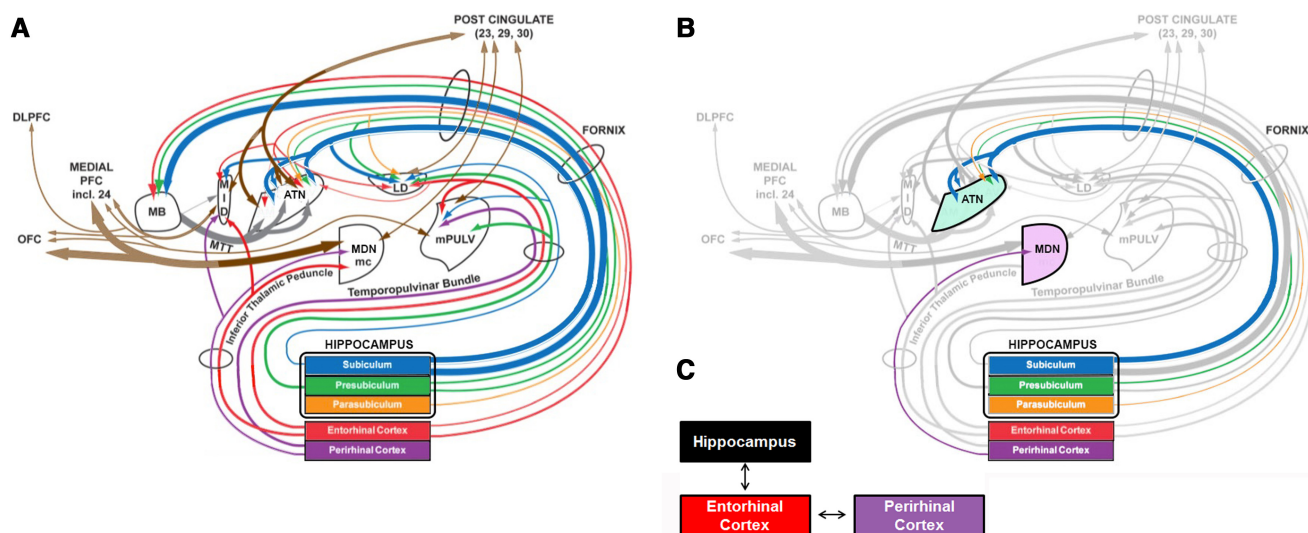 A
POST CINGULATE
(23, 29, 30)
DLPFC
MEDIAL
PFC
incl. 24
OFC
FORNIX
MB
M
I
D
ATN
LD
MTT
MDN
mc
mPULV
Inferior Thalamic Peduncle
Temporopulvinar Bundle
HIPPOCAMPUS
Subiculum
Presubiculum
Parasubiculum
Entorhinal Cortex
Perirhinal Cortex
B
POST CINGULATE
(23, 29, 30)
DLPFC
MEDIAL
PFC
incl. 24
OFC
FORNIX
MB
M
I
D
ATN
LD
MTT
MDN
mPULV
Inferior Thalamic Peduncle
Temporopulvinar Bundle
HIPPOCAMPUS
Subiculum
Presubiculum
Parasubiculum
Entorhinal Cortex
Perirhinal Cortex
C
Hippocampus
Entorhinal
Cortex
Perirhinal
Cortex